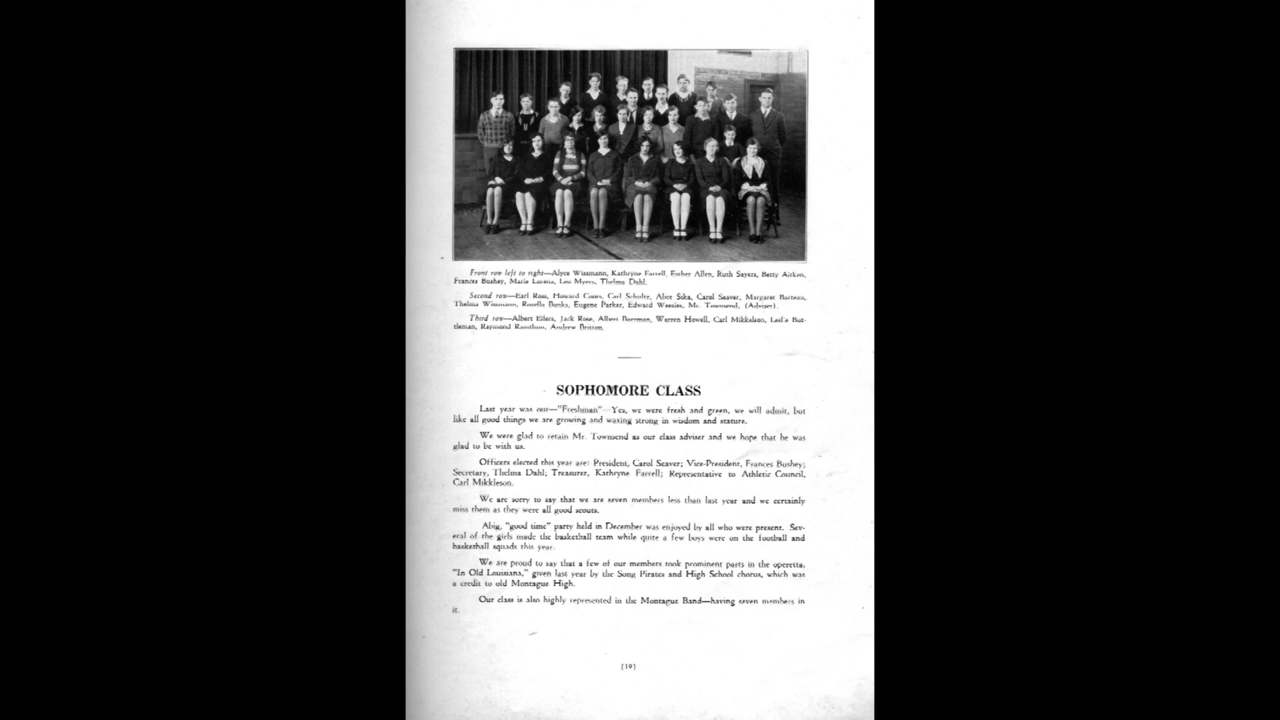 Front row left to right—Alyce Wissmann, Kathryne Farrell, Esther Allen, Ruth Sayers, Betty Aitken,
Frances Bushey, Marie Lou Myers, Thelma Dahl.
Second row—Earl Ross, Howard Carl Schultz, Alice Sika, Carol Seaver, Margaret
Thelma Wissmann, Rosella Banks, Eugene Parker, Edward Weesies, Mr. Townsend, (Adviser).
Third row—Albert Eilers, Jack Rose, Albert Warren Howell, Carl Mikkelson, Leslie But-
tleman, Raymond Andrew Britton.
SOPHOMORE CLASS
Last year was our—"Freshman"—Yes, we were fresh and green, we will admit, but
like all good things we are growing and waxing strong in wisdom and stature.
We were glad to retain Mr. Townsend as our class adviser and we hope that he was
glad to be with us.
Officers elected this year are: President, Carol Seaver; Vice-President, Frances Bushey;
Secretary, Thelma Dahl; Treasurer, Kathryne Farrell; Representative to Athletic Council,
Carl Mikkleson.
We are sorry to say that we are seven members less than last year and we certainly
miss them as they were all good scouts.
Abig, "good time" party held in December was enjoyed by all who were present. Sev-
eral of the girls made the basketball team while quite a few boys were on the football and
basketball squads this year.
We are proud to say that a few of our members took prominent parts in the operetta,
"In Old Louisiana," given last year by the Song Pirates and High School chorus, which was
a credit to old Montague High.
Our class is also highly represented in the Montague Band—having seven members in
it.
[19]